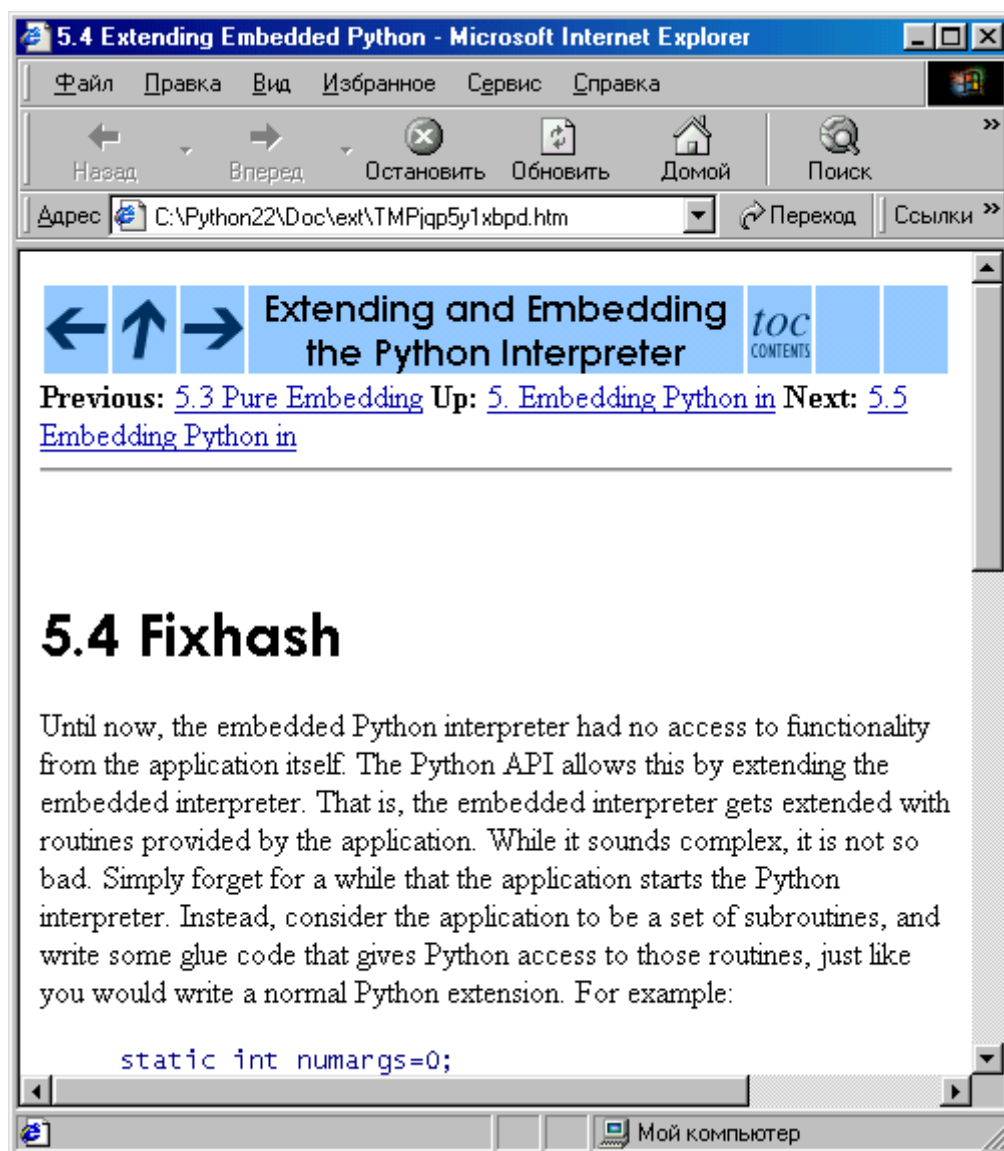 5.4 Extending Embedded Python - Microsoft Internet Explorer
Файл Правка Вид Избранное Сервис Справка
Назад Вперед Остановить Обновить Домой Поиск »
Адрес C:\Python22\Doc\ext\TMPjqp5y1xbpd.htm Переход Ссылки »
Extending and Embedding
the Python Interpreter
toc
CONTENTS
Previous: 5.3 Pure Embedding Up: 5. Embedding Python in Next: 5.5
Embedding Python in
5.4 Fixhash
Until now, the embedded Python interpreter had no access to functionality
from the application itself. The Python API allows this by extending the
embedded interpreter. That is, the embedded interpreter gets extended with
routines provided by the application. While it sounds complex, it is not so
bad. Simply forget for a while that the application starts the Python
interpreter. Instead, consider the application to be a set of subroutines, and
write some glue code that gives Python access to those routines, just like
you would write a normal Python extension. For example:
static int numargs=0;
Мой компьютер